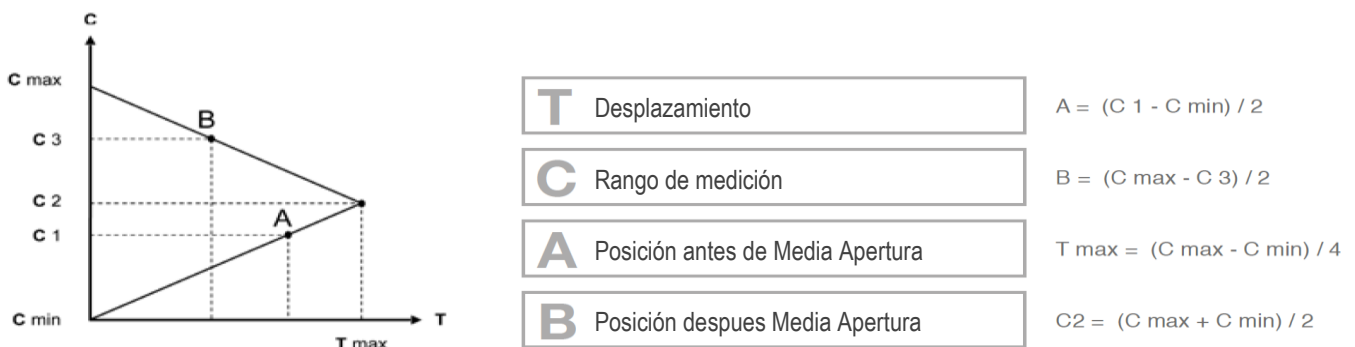 C
C max
C 3
C 2
C 1
C min
B
A
T
T max
T Desplazamiento
A = (C 1 - C min) / 2
C Rango de medición
B = (C max - C 3) / 2
A Posición antes de Media Apertura
T max = (C max - C min) / 4
B Posición despues Media Apertura
C2 = (C max + C min) / 2